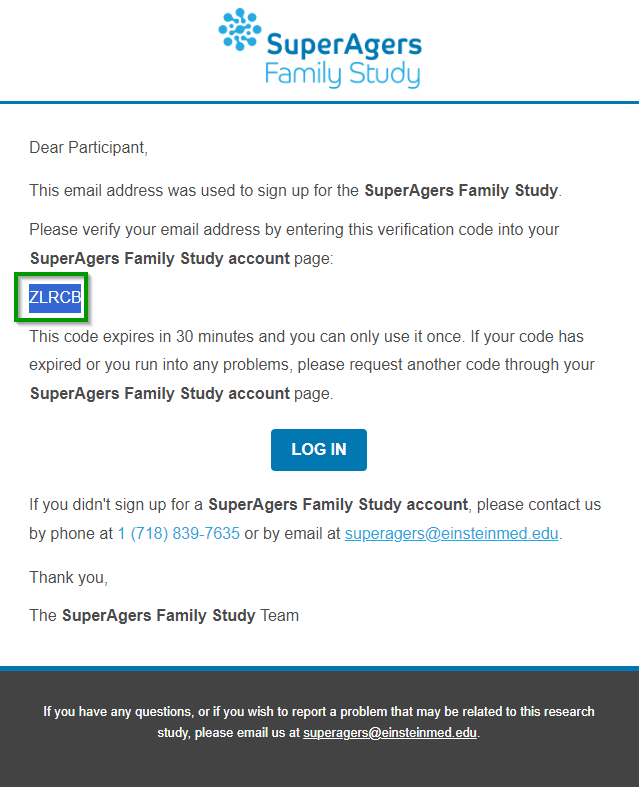 SuperAgers
Family Study
Dear Participant,
This email address was used to sign up for the SuperAgers Family Study.
Please verify your email address by entering this verification code into your
SuperAgers Family Study account page:
ZLRCB
This code expires in 30 minutes and you can only use it once. If your code has
expired or you run into any problems, please request another code through your
SuperAgers Family Study account page.
LOG IN
If you didn't sign up for a SuperAgers Family Study account, please contact us
by phone at 1 (718) 839-7635 or by email at superagers@einsteinmed.edu.
Thank you,
The SuperAgers Family Study Team
If you have any questions, or if you wish to report a problem that may be related to this research
study, please email us at superagers@einsteinmed.edu.